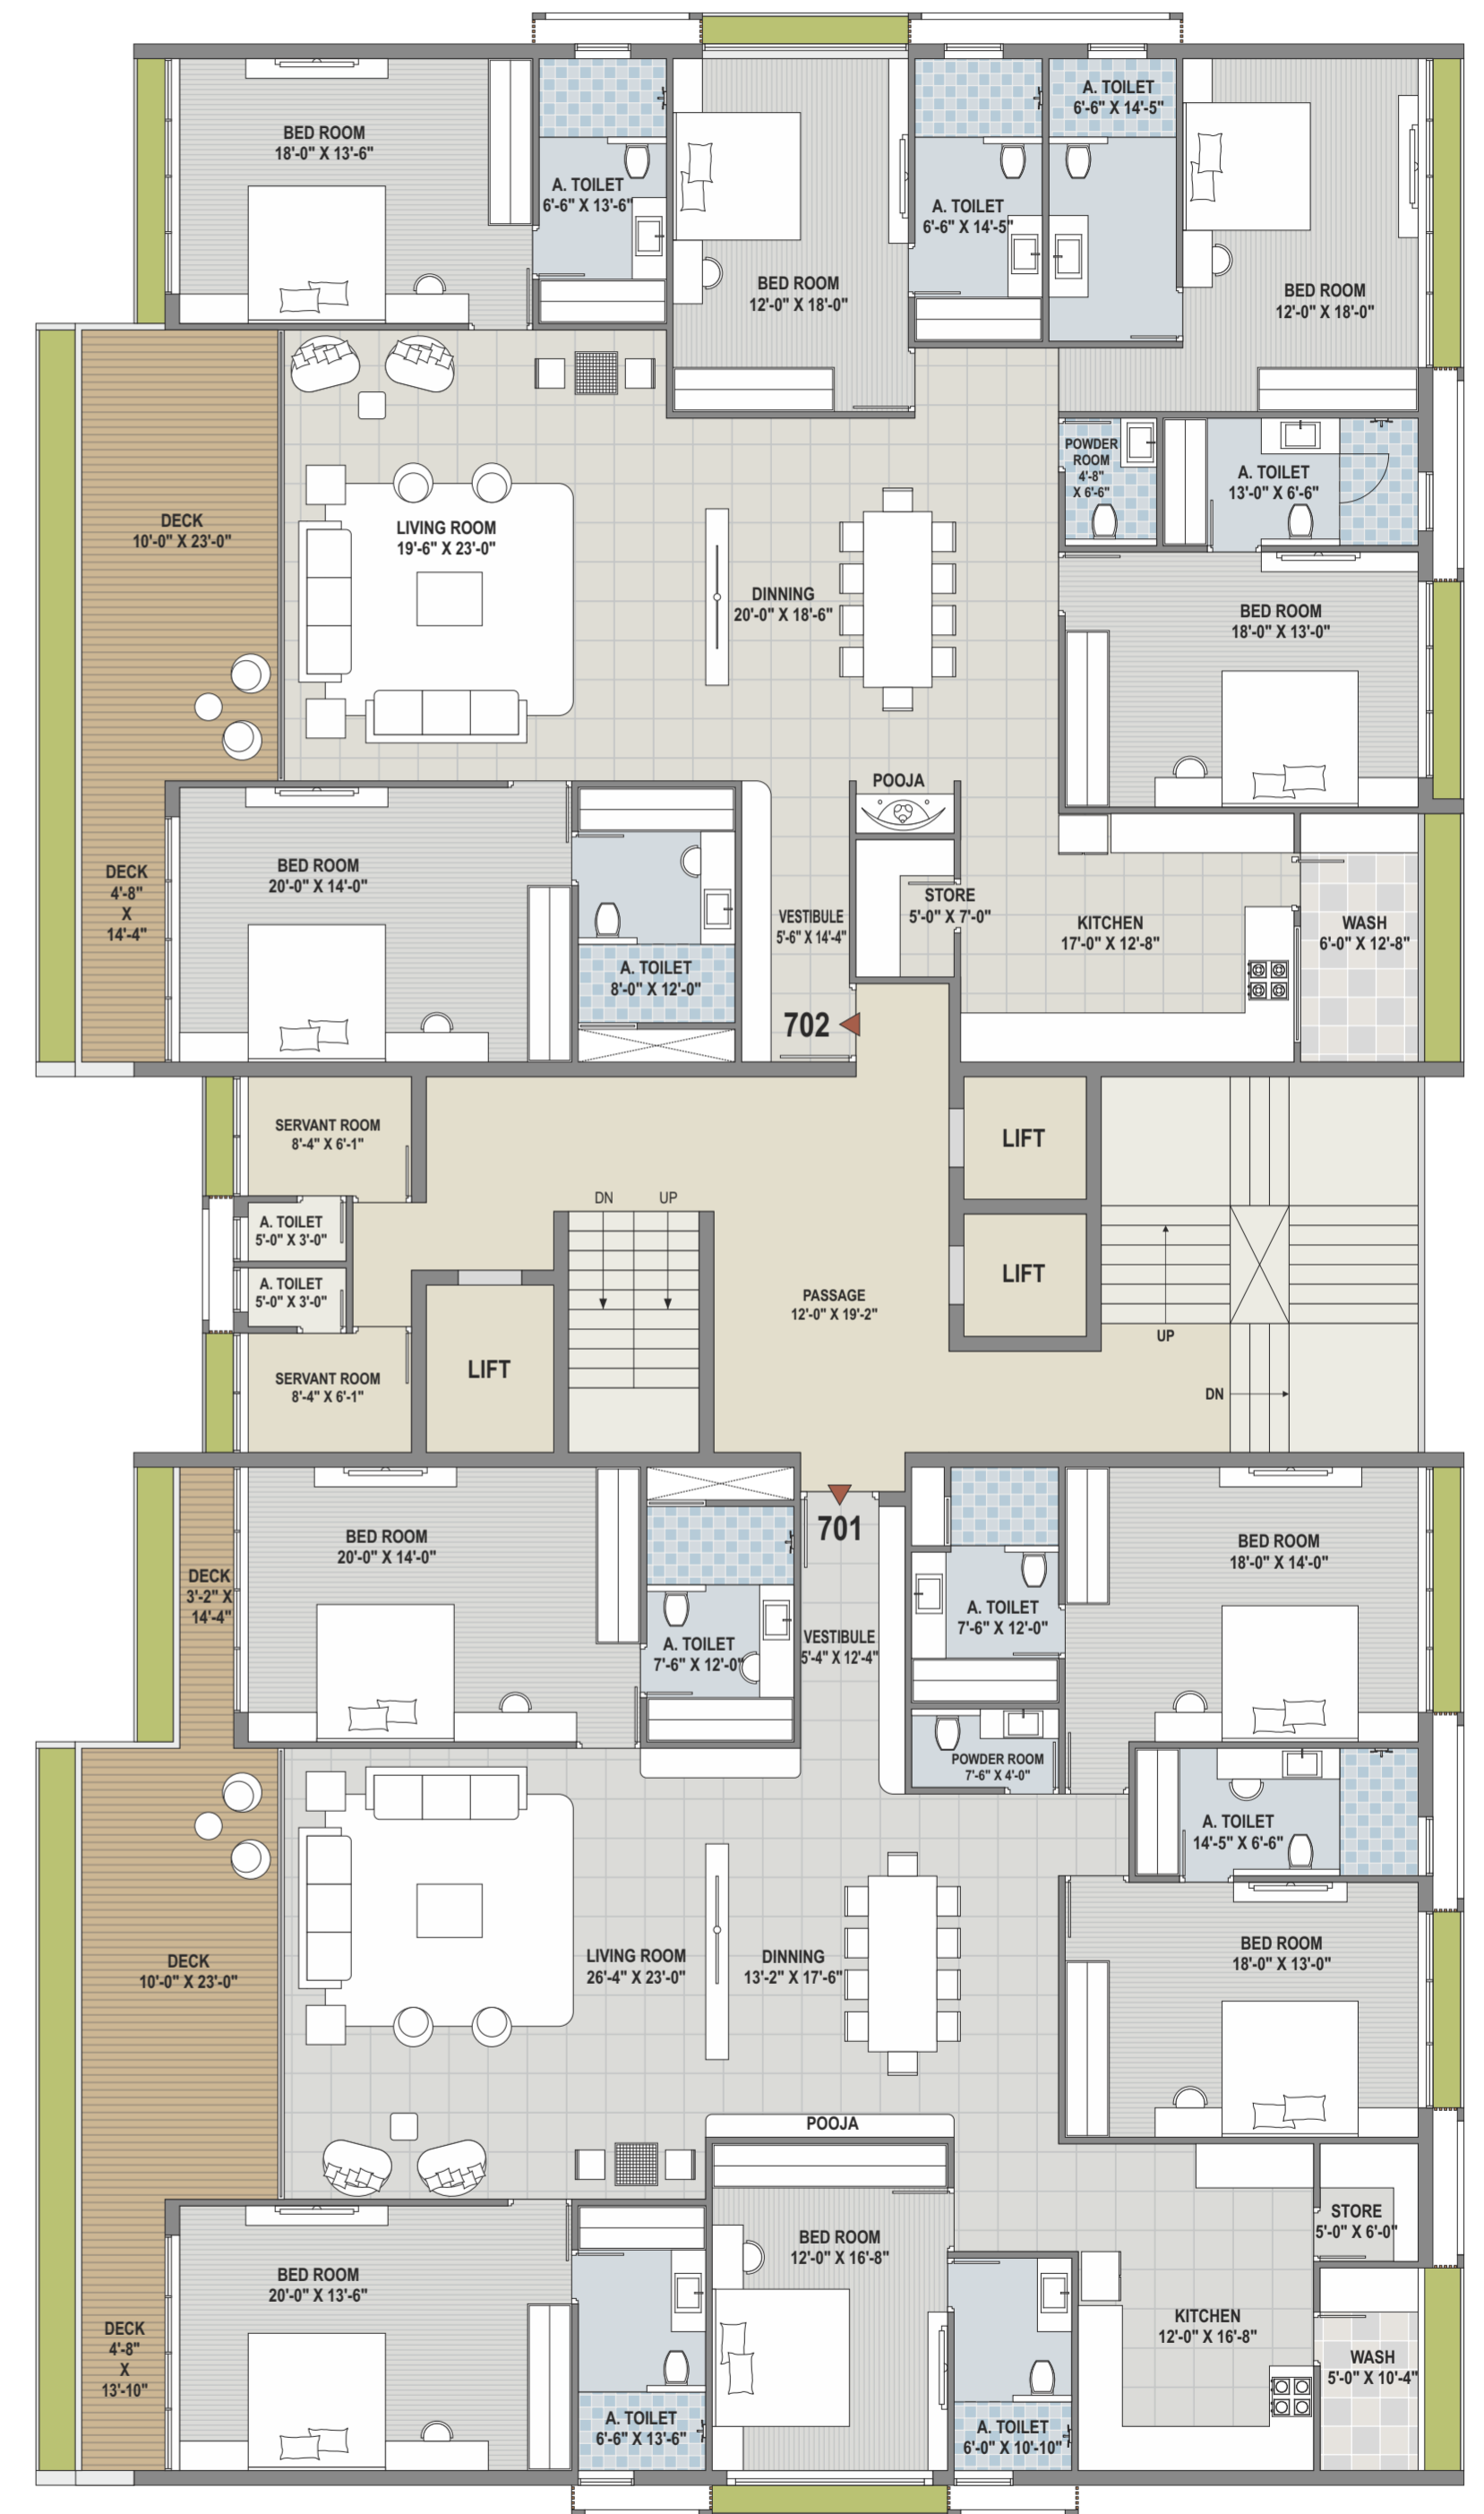 BED ROOM
18'-0" X 13'-6"
A. TOILET
6'-6" X 13'-6"
BED ROOM
12'-0" X 18'-0"
A. TOILET
6'-6" X 14'-5"
A. TOILET
6'-6" X 14'-5"
BED ROOM
12'-0" X 18'-0"
DECK
10'-0" X 23'-0"
LIVING ROOM
19'-6" X 23'-0"
DINNING
20'-0" X 18'-6"
POWDER
ROOM
4'-8"
X 6'-6"
A. TOILET
13'-0" X 6'-6"
BED ROOM
18'-0" X 13'-0"
DECK
4'-8"
X
14'-4"
BED ROOM
20'-0" X 14'-0"
A. TOILET
8'-0" X 12'-0"
POOJA
VESTIBULE
5'-6" X 14'-4"
STORE
5'-0" X 7'-0"
KITCHEN
17'-0" X 12'-8"
WASH
6'-0" X 12'-8"
702
SERVANT ROOM
8'-4" X 6'-1"
A. TOILET
5'-0" X 3'-0"
A. TOILET
5'-0" X 3'-0"
SERVANT ROOM
8'-4" X 6'-1"
LIFT
DN
UP
PASSAGE
12'-0" X 19'-2"
LIFT
LIFT
UP
DN
701
DECK
3'-2" X
14'-4"
BED ROOM
20'-0" X 14'-0"
A. TOILET
7'-6" X 12'-0"
VESTIBULE
5'-4" X 12'-4"
A. TOILET
7'-6" X 12'-0"
BED ROOM
18'-0" X 14'-0"
POWDER ROOM
7'-6" X 4'-0"
A. TOILET
14'-5" X 6'-6"
DECK
10'-0" X 23'-0"
LIVING ROOM
26'-4" X 23'-0"
DINNING
13'-2" X 17'-6"
BED ROOM
18'-0" X 13'-0"
POOJA
DECK
4'-8"
X
13'-10"
BED ROOM
20'-0" X 13'-6"
A. TOILET
6'-6" X 13'-6"
BED ROOM
12'-0" X 16'-8"
A. TOILET
6'-0" X 10'-10"
KITCHEN
12'-0" X 16'-8"
STORE
5'-0" X 6'-0"
WASH
5'-0" X 10'-4"